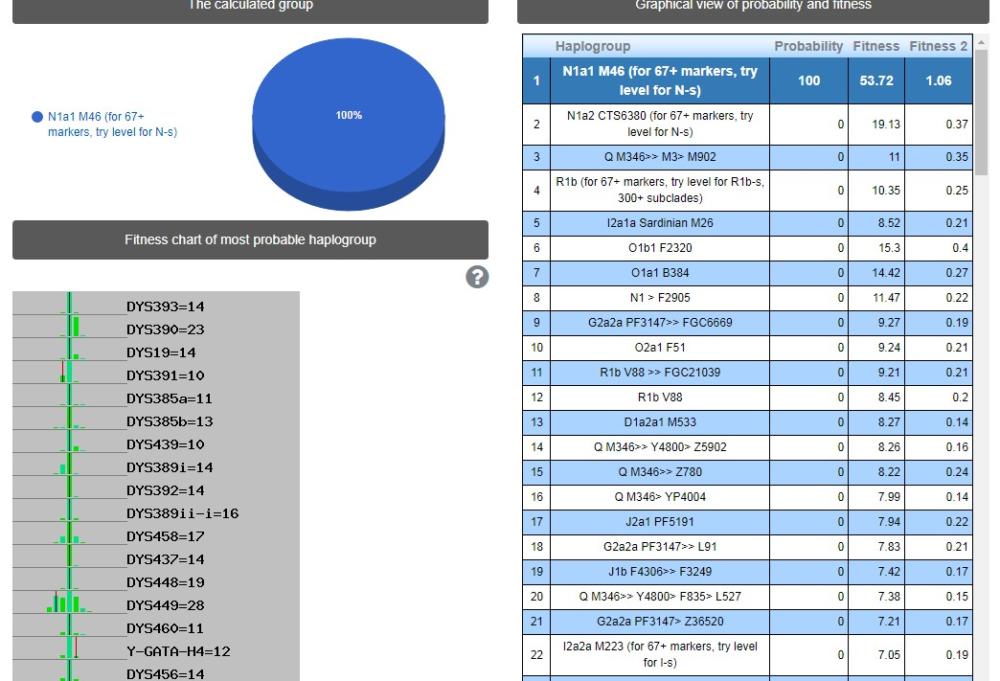 The calculated group
N1a1 M46 (for 67+
markers, try level for N-s)
100%
Fitness chart of most probable haplogroup
?
DYS393=14
DYS390=23
DYS19=14
DYS391=10
DYS385a=11
DYS385b=13
DYS439=10
DYS389i=14
DYS392=14
DYS389ii-i=16
DYS458=17
DYS437=14
DYS448=19
DYS449=28
DYS460=11
Y-GATA-H4=12
DYS456=14
Graphical view of probability and fitness
Haplogroup Probability Fitness Fitness 2
1 N1a1 M46 (for 67+ markers, try level for N-s) 100 53.72 1.06
2 N1a2 CTS6380 (for 67+ markers, try level for N-s) 0 19.13 0.37
3 Q M346>> M3> M902 0 11 0.35
4 R1b (for 67+ markers, try level for R1b-s, 300+ subclades) 0 10.35 0.25
5 I2a1a Sardinian M26 0 8.52 0.21
6 O1b1 F2320 0 15.3 0.4
7 O1a1 B384 0 14.42 0.27
8 N1 > F2905 0 11.47 0.22
9 G2a2a PF3147>> FGC6669 0 9.27 0.19
10 O2a1 F51 0 9.24 0.21
11 R1b V88 >> FGC21039 0 9.21 0.21
12 R1b V88 0 8.45 0.2
13 D1a2a1 M533 0 8.27 0.14
14 Q M346>> Y4800> Z5902 0 8.26 0.16
15 Q M346>> Z780 0 8.22 0.24
16 Q M346> YP4004 0 7.99 0.14
17 J2a1 PF5191 0 7.94 0.22
18 G2a2a PF3147>> L91 0 7.83 0.21
19 J1b F4306>> F3249 0 7.42 0.17
20 Q M346>> Y4800> F835> L527 0 7.38 0.15
21 G2a2a PF3147> Z36520 0 7.21 0.17
22 I2a2a M223 (for 67+ markers, try level for I-s) 0 7.05 0.19